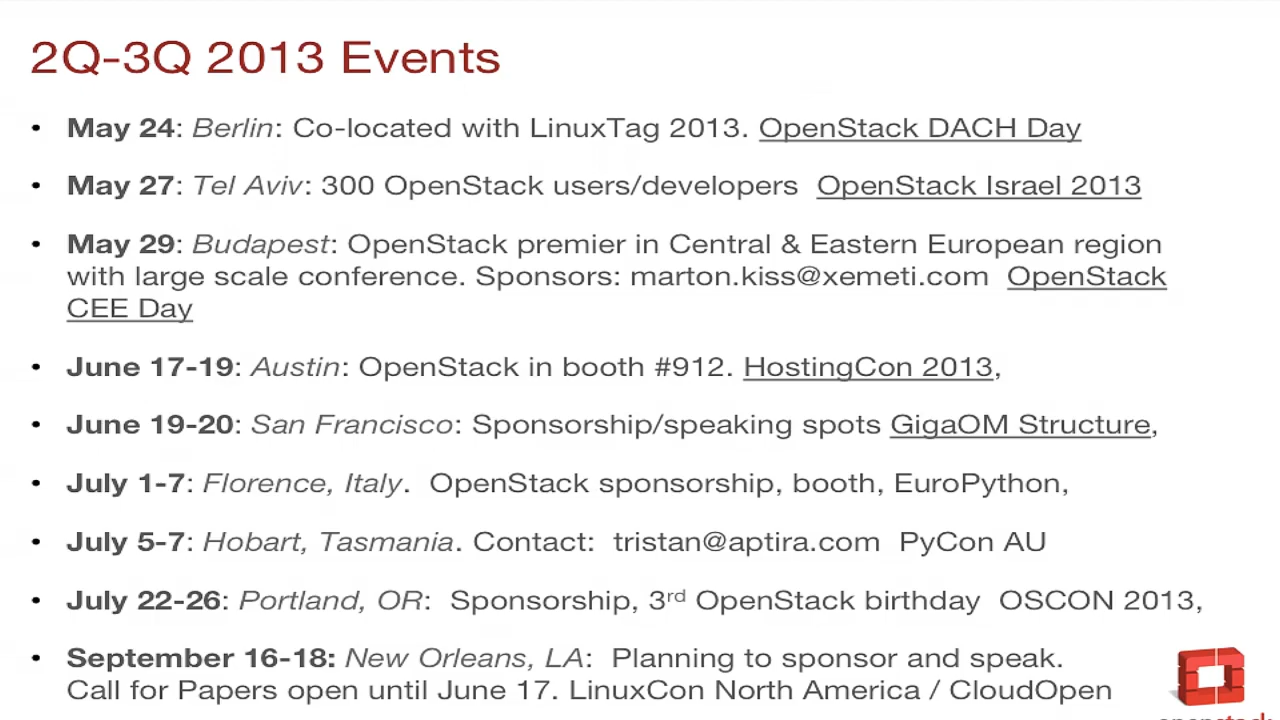 2Q-3Q 2013 Events
• May 24: Berlin: Co-located with LinuxTag 2013. OpenStack DACH Day
• May 27: Tel Aviv: 300 OpenStack users/developers OpenStack Israel 2013
• May 29: Budapest: OpenStack premier in Central & Eastern European region
with large scale conference. Sponsors: marton.kiss@xemeti.com OpenStack
CEE Day
• June 17-19: Austin: OpenStack in booth #912. HostingCon 2013,
• June 19-20: San Francisco: Sponsorship/speaking spots GigaOM Structure,
• July 1-7: Florence, Italy. OpenStack sponsorship, booth, EuroPython,
• July 5-7: Hobart, Tasmania. Contact: tristan@aptira.com PyCon AU
• July 22-26: Portland, OR: Sponsorship, 3rd OpenStack birthday OSCON 2013,
• September 16-18: New Orleans, LA: Planning to sponsor and speak.
Call for Papers open until June 17. LinuxCon North America / CloudOpen